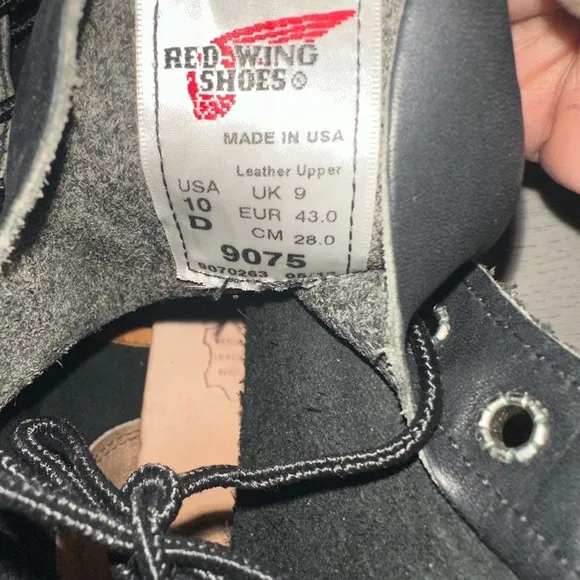 RED WING
SHOES®
MADE IN USA
Leather Upper
USA
10
D
UK 9
EUR 43.0
CM 28.0
9075
9070263